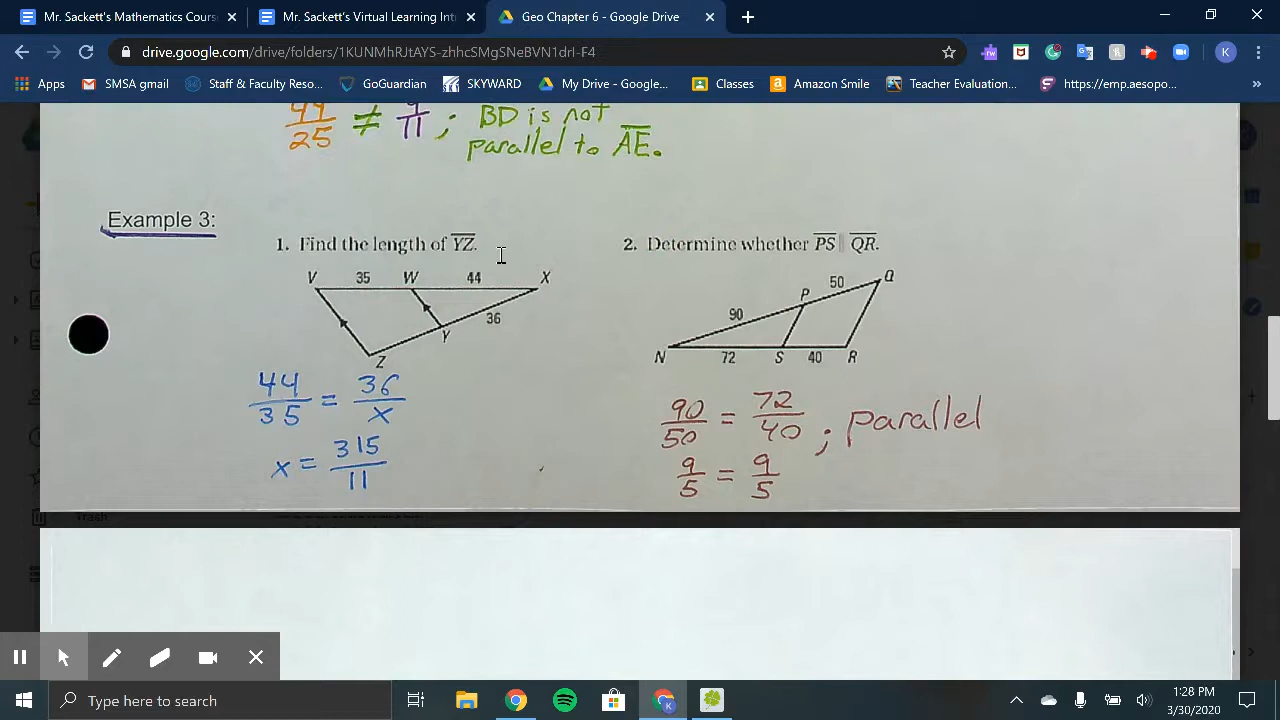 Mr. Sackett's Mathematics Cours
Mr. Sackett's Virtual Learning Int
Geo Chapter 6 - Google Drive
drive.google.com/drive/folders/1KUNMhRJtAYS-zhhcSMgSNeBVN1drI-F4
Apps
SMSA gmail
Staff & Faculty Reso...
GoGuardian
SKYWARD
My Drive - Google...
Classes
Amazon Smile
Teacher Evaluation...
https://emp.aesopo...
44/25 ≠ 9/11 ; BD is not
parallel to AE.
Example 3:
1. Find the length of YZ.
2. Determine whether PS || QR.
V 35 W 44 X
36
Y
Z
Q
50
P
90
N 72 S 40 R
44/35 = 36/x
x = 315/11
90/50 = 72/40 ; parallel
9/5 = 9/5
Trash
Type here to search
1:28 PM
3/30/2020